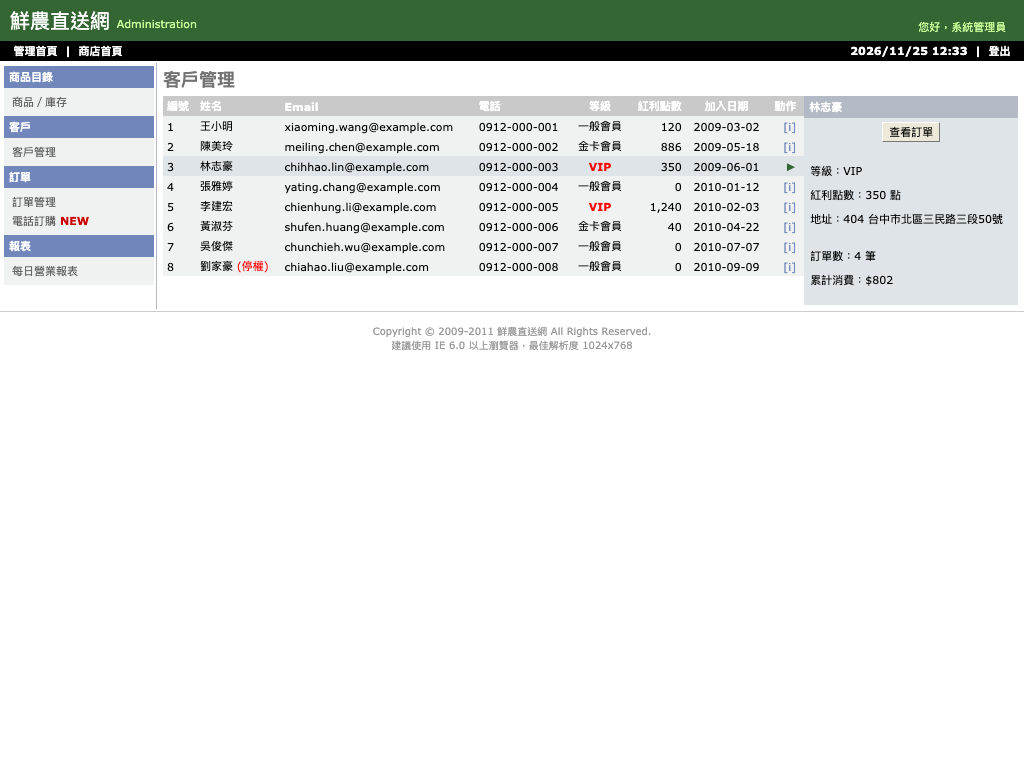 鮮農直送網 Administration
您好，系統管理員
管理首頁 | 商店首頁
2026/11/25 12:33 | 登出
商品目錄
商品 / 庫存
客戶
客戶管理
訂單
訂單管理
電話訂購 NEW
報表
每日營業報表
客戶管理
編號 姓名 Email 電話 等級 紅利點數 加入日期 動作
1 王小明 xiaoming.wang@example.com 0912-000-001 一般會員 120 2009-03-02 [i]
2 陳美玲 meiling.chen@example.com 0912-000-002 金卡會員 886 2009-05-18 [i]
3 林志豪 chihhao.lin@example.com 0912-000-003 VIP 350 2009-06-01 ►
4 張雅婷 yating.chang@example.com 0912-000-004 一般會員 0 2010-01-12 [i]
5 李建宏 chienhung.li@example.com 0912-000-005 VIP 1,240 2010-02-03 [i]
6 黃淑芬 shufen.huang@example.com 0912-000-006 金卡會員 40 2010-04-22 [i]
7 吳俊傑 chunchieh.wu@example.com 0912-000-007 一般會員 0 2010-07-07 [i]
8 劉家豪 (停權) chiahao.liu@example.com 0912-000-008 一般會員 0 2010-09-09 [i]
林志豪
查看訂單
等級：VIP
紅利點數：350 點
地址：404 台中市北區三民路三段50號
訂單數：4 筆
累計消費：$802
Copyright © 2009-2011 鮮農直送網 All Rights Reserved.
建議使用 IE 6.0 以上瀏覽器，最佳解析度 1024x768